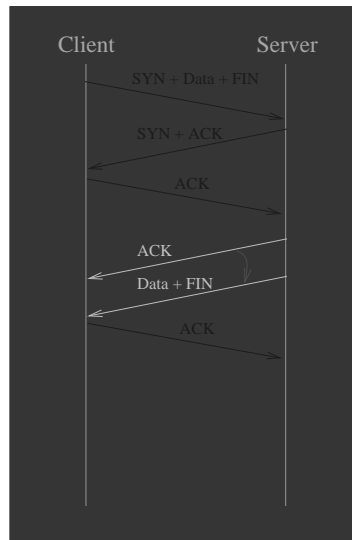 Client Server
SYN + Data + FIN
SYN + ACK
ACK
ACK
Data + FIN
ACK